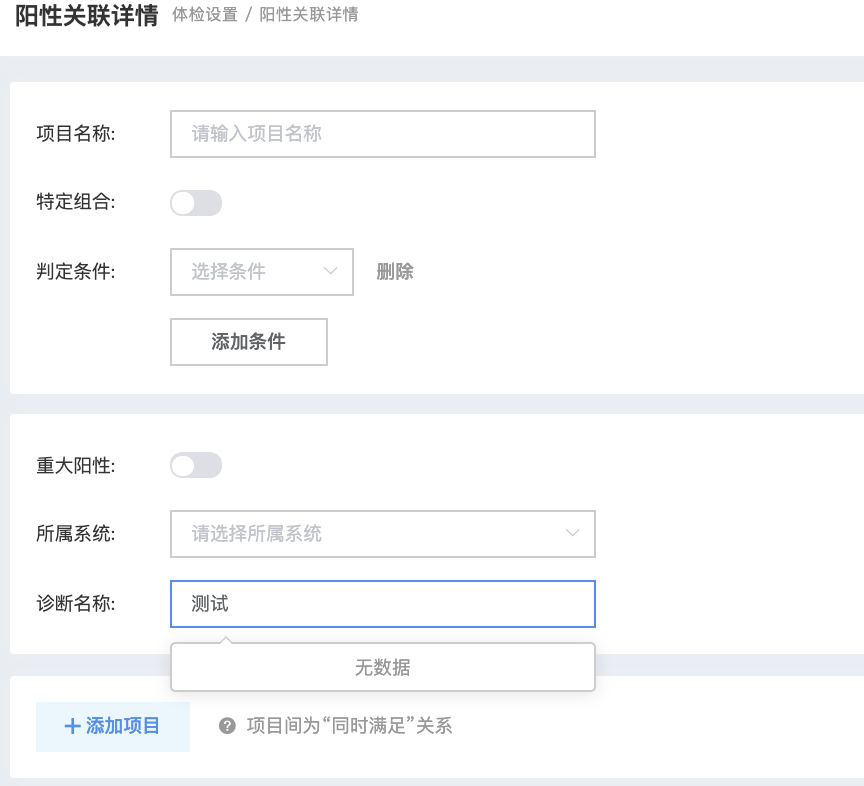 阳性关联详情 体检设置 / 阳性关联详情
项目名称: 请输入项目名称
特定组合:
判定条件: 选择条件 删除
添加条件
重大阳性:
所属系统: 请选择所属系统
诊断名称: 测试
无数据
+ 添加项目 ? 项目间为“同时满足”关系